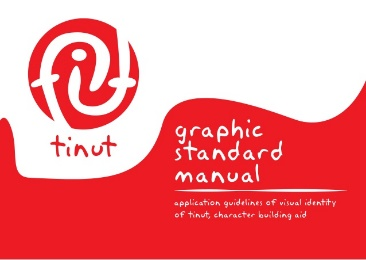 tinut
graphic
standard
manual
application guidelines of visual identity
of tinut, character building aid